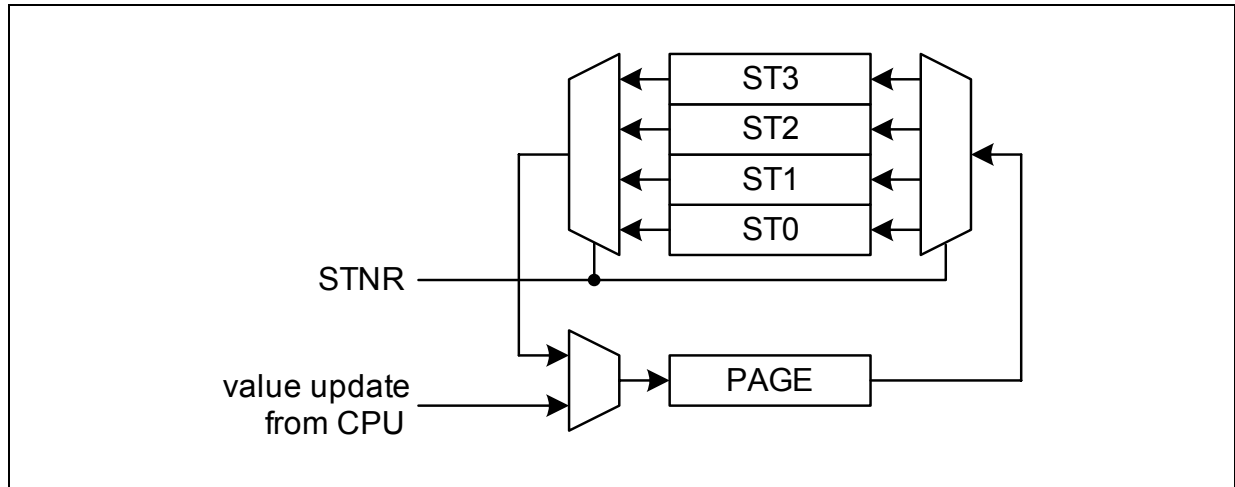 ST3
ST2
ST1
ST0
STNR
value update
from CPU
PAGE